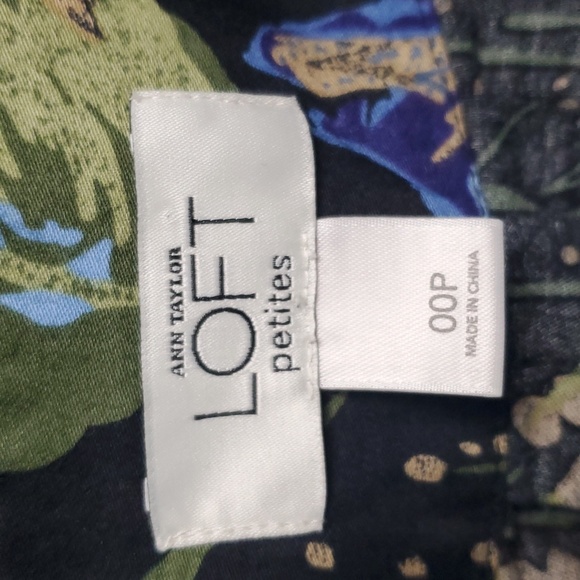 ANN TAYLOR
LOFT
petites
00P
MADE IN CHINA